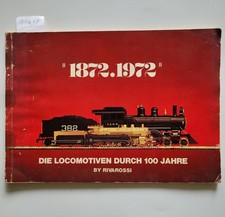 "1872.1972"
382
DIE LOCOMOTIVEN DURCH 100 JAHRE
BY RIVAROSSI